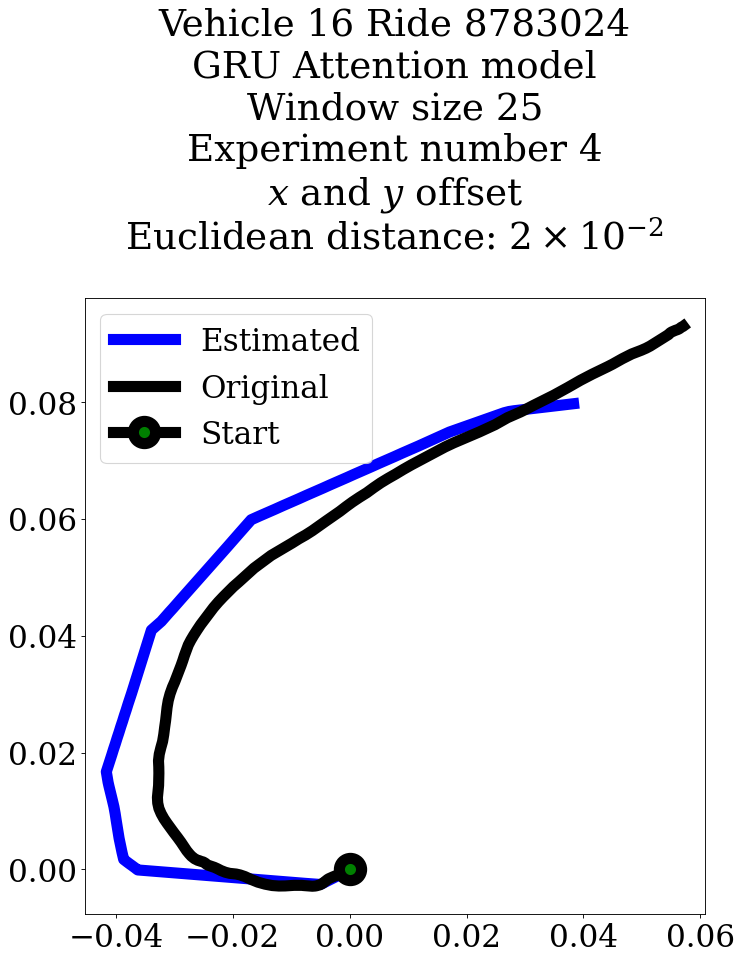 Vehicle 16 Ride 8783024
GRU Attention model
Window size 25
Experiment number 4
x and y offset
Euclidean distance: 2 × 10⁻²
Estimated
Original
Start
0.08
0.06
0.04
0.02
0.00
−0.04 −0.02 0.00 0.02 0.04 0.06